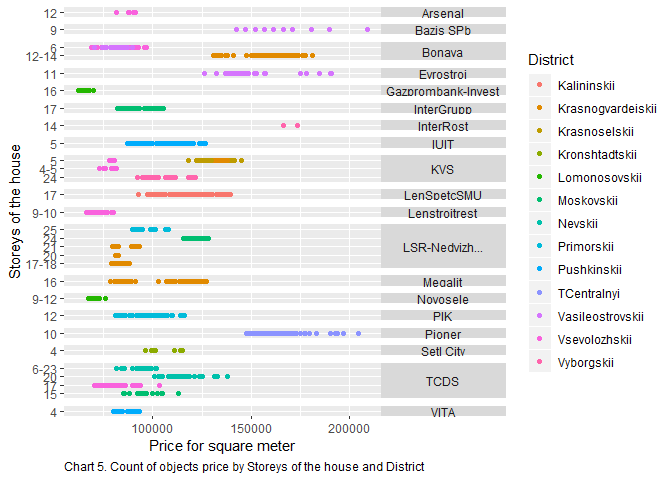 12
Arsenal
9
Bazis SPb
6
12-14
Bonava
11
Evrostroi
16
Gazprombank-Invest
17
InterGrupp
14
InterRost
5
IUIT
5
4-5
24
KVS
17
LenSpetcSMU
9-10
Lenstroitrest
25
24
21
20
17-18
LSR-Nedvizh...
16
Megalit
9-12
Novosele
12
PIK
10
Pioner
4
Setl City
6-23
20
17
15
TCDS
4
VITA
Storeys of the house
100000
150000
200000
Price for square meter
Chart 5. Count of objects price by Storeys of the house and District
District
Kalininskii
Krasnogvardeiskii
Krasnoselskii
Kronshtadtskii
Lomonosovskii
Moskovskii
Nevskii
Primorskii
Pushkinskii
TCentralnyi
Vasileostrovskii
Vsevolozhskii
Vyborgskii